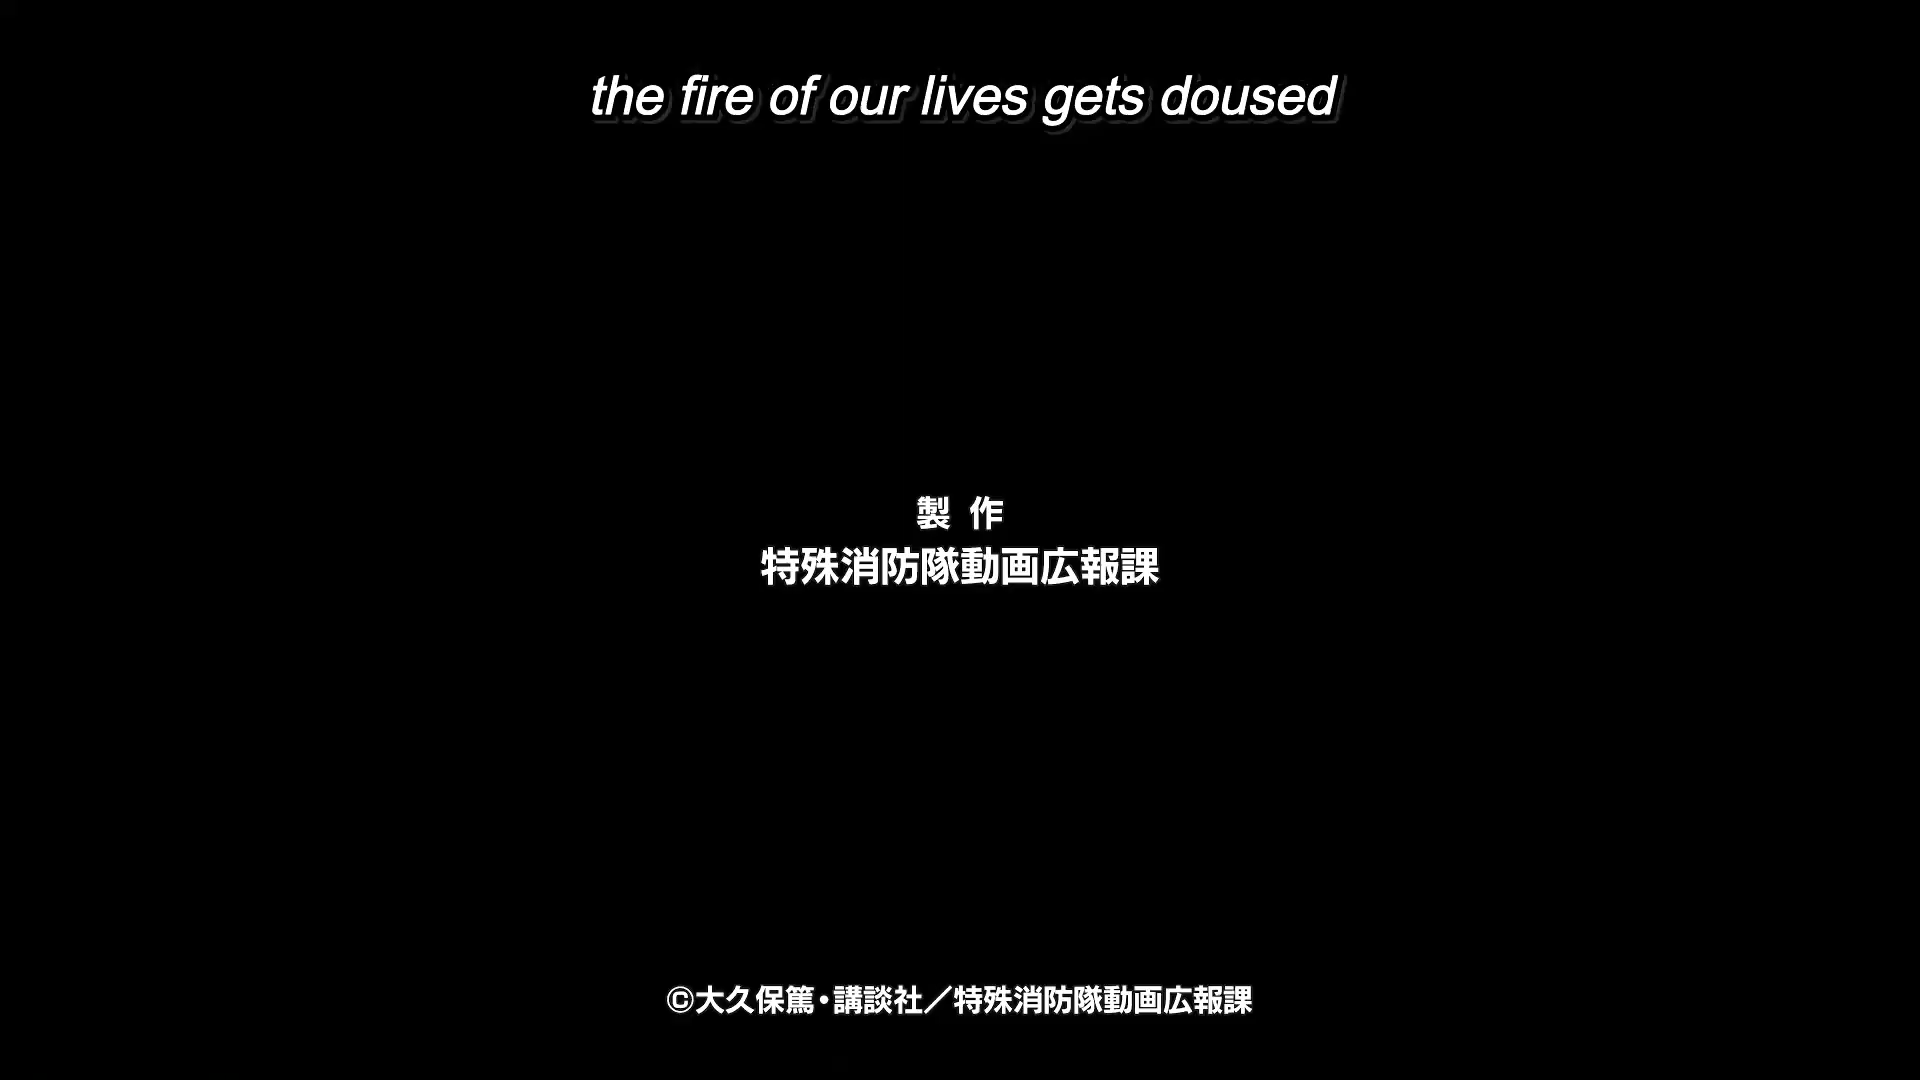 the fire of our lives gets doused
製 作
特殊消防隊動画広報課
©大久保篤・講談社／特殊消防隊動画広報課